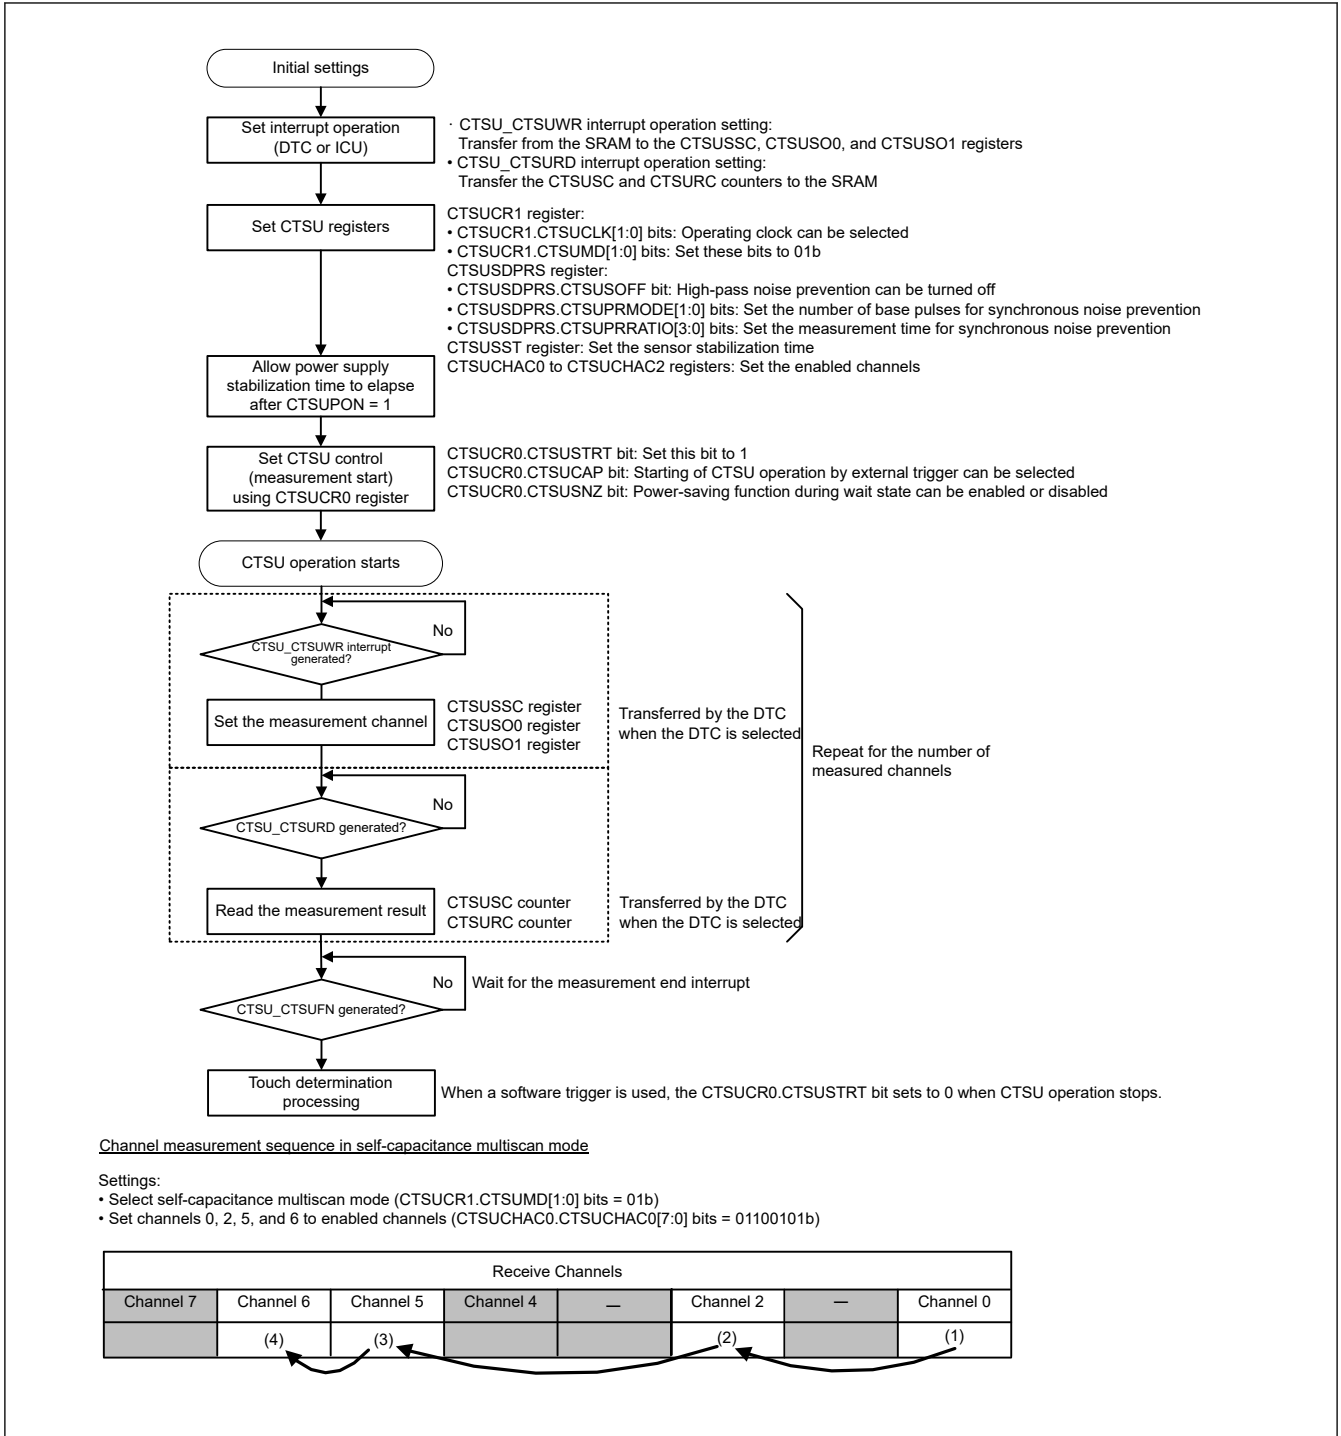 Initial settings
Set interrupt operation
(DTC or ICU)
· CTSU_CTSUWR interrupt operation setting:
Transfer from the SRAM to the CTSUSSC, CTSUSO0, and CTSUSO1 registers
• CTSU_CTSURD interrupt operation setting:
Transfer the CTSUSC and CTSURC counters to the SRAM
Set CTSU registers
CTSUCR1 register:
• CTSUCR1.CTSUCLK[1:0] bits: Operating clock can be selected
• CTSUCR1.CTSUMD[1:0] bits: Set these bits to 01b
CTSUSDPRS register:
• CTSUSDPRS.CTSUSOFF bit: High-pass noise prevention can be turned off
• CTSUSDPRS.CTSUPRMODE[1:0] bits: Set the number of base pulses for synchronous noise prevention
• CTSUSDPRS.CTSUPRRATIO[3:0] bits: Set the measurement time for synchronous noise prevention
CTSUSST register: Set the sensor stabilization time
CTSUCHAC0 to CTSUCHAC2 registers: Set the enabled channels
Allow power supply
stabilization time to elapse
after CTSUPON = 1
Set CTSU control
(measurement start)
using CTSUCR0 register
CTSUCR0.CTSUSTRT bit: Set this bit to 1
CTSUCR0.CTSUCAP bit: Starting of CTSU operation by external trigger can be selected
CTSUCR0.CTSUSNZ bit: Power-saving function during wait state can be enabled or disabled
CTSU operation starts
No
CTSU_CTSUWR interrupt
generated?
Set the measurement channel
CTSUSSC register
CTSUSO0 register
CTSUSO1 register
Transferred by the DTC
when the DTC is selected
Repeat for the number of
measured channels
No
CTSU_CTSURD generated?
Read the measurement result
CTSUSC counter
CTSURC counter
Transferred by the DTC
when the DTC is selected
No
Wait for the measurement end interrupt
CTSU_CTSUFN generated?
Touch determination
processing
When a software trigger is used, the CTSUCR0.CTSUSTRT bit sets to 0 when CTSU operation stops.
Channel measurement sequence in self-capacitance multiscan mode
Settings:
• Select self-capacitance multiscan mode (CTSUCR1.CTSUMD[1:0] bits = 01b)
• Set channels 0, 2, 5, and 6 to enabled channels (CTSUCHAC0.CTSUCHAC0[7:0] bits = 01100101b)
Receive Channels
Channel 7 Channel 6 Channel 5 Channel 4 — Channel 2 — Channel 0
(4) (3) (2) (1)